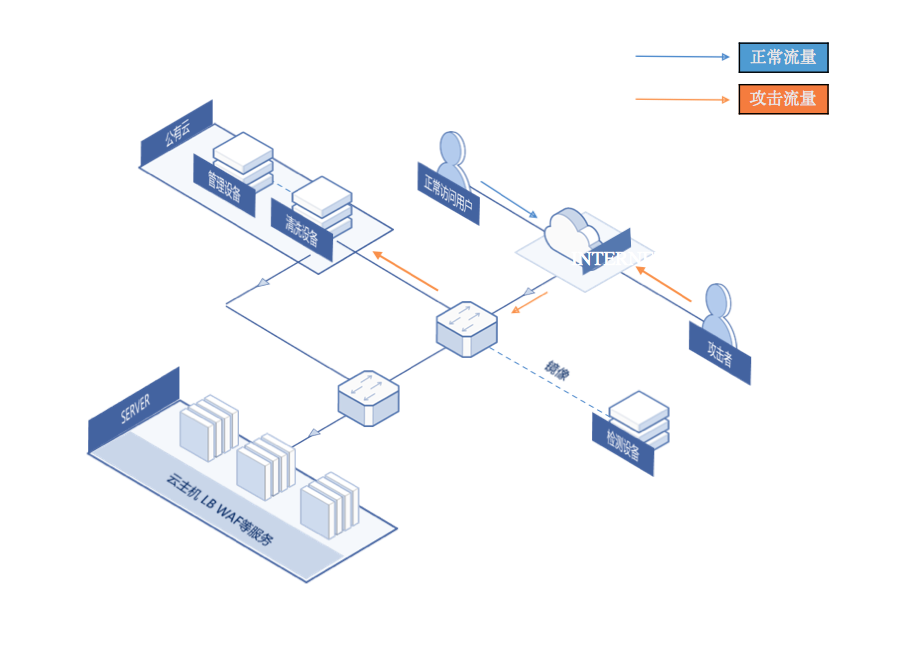 正常流量
攻击流量
公有云
管理设备
清洗设备
正常访问用户
攻击者
镜像
检测设备
SERVER
云主机 LB WAF等服务